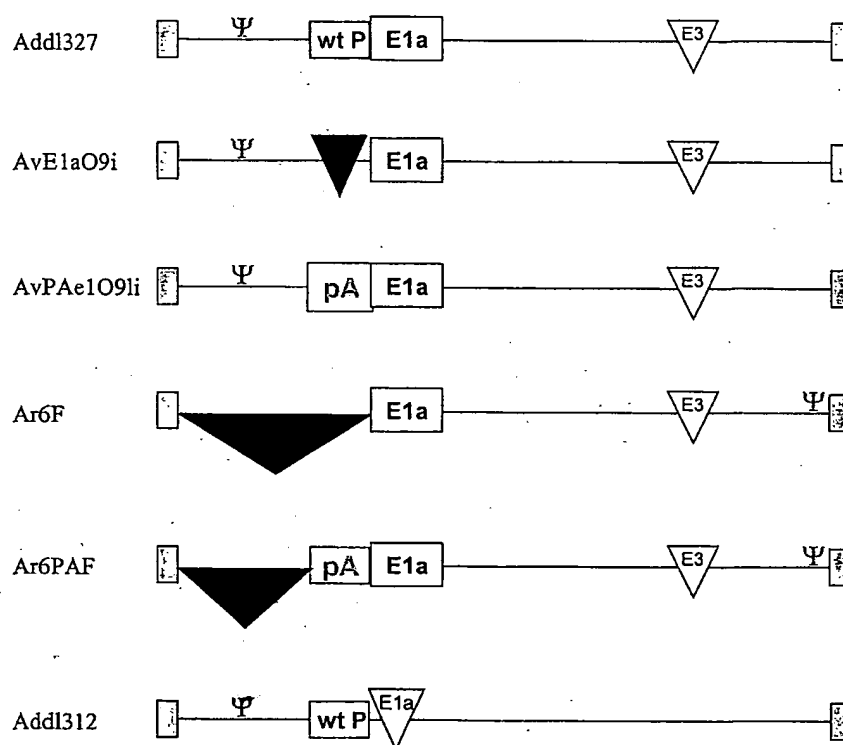 Addl327 Ψ wt P E1a E3
AvE1aO9i Ψ E1a E3
AvPAe1O9li Ψ pA E1a E3
Ar6F E1a E3 Ψ
Ar6PAF pA E1a E3 Ψ
Addl312 Ψ wt P E1a